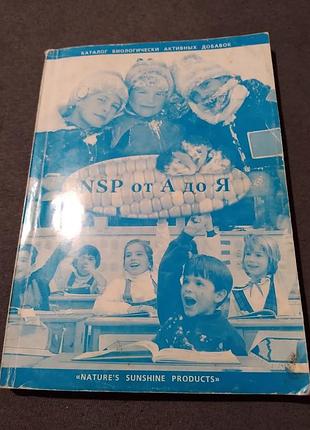 КАТАЛОГ БИОЛОГИЧЕСКИ АКТИВНЫХ ДОБАВОК
NSP от А до Я
«NATURE'S SUNSHINE PRODUCTS»